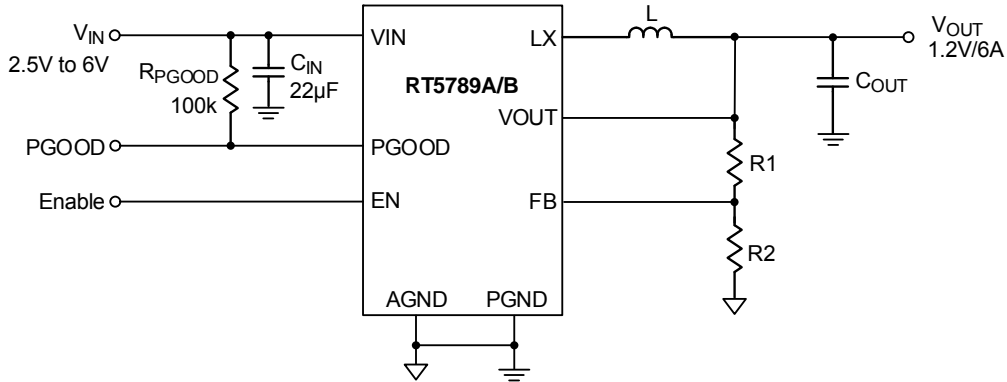 VIN
2.5V to 6V
RPGOOD
100k
CIN
22µF
PGOOD
Enable
VIN
LX
RT5789A/B
VOUT
PGOOD
EN
FB
AGND
PGND
L
VOUT
1.2V/6A
COUT
R1
R2